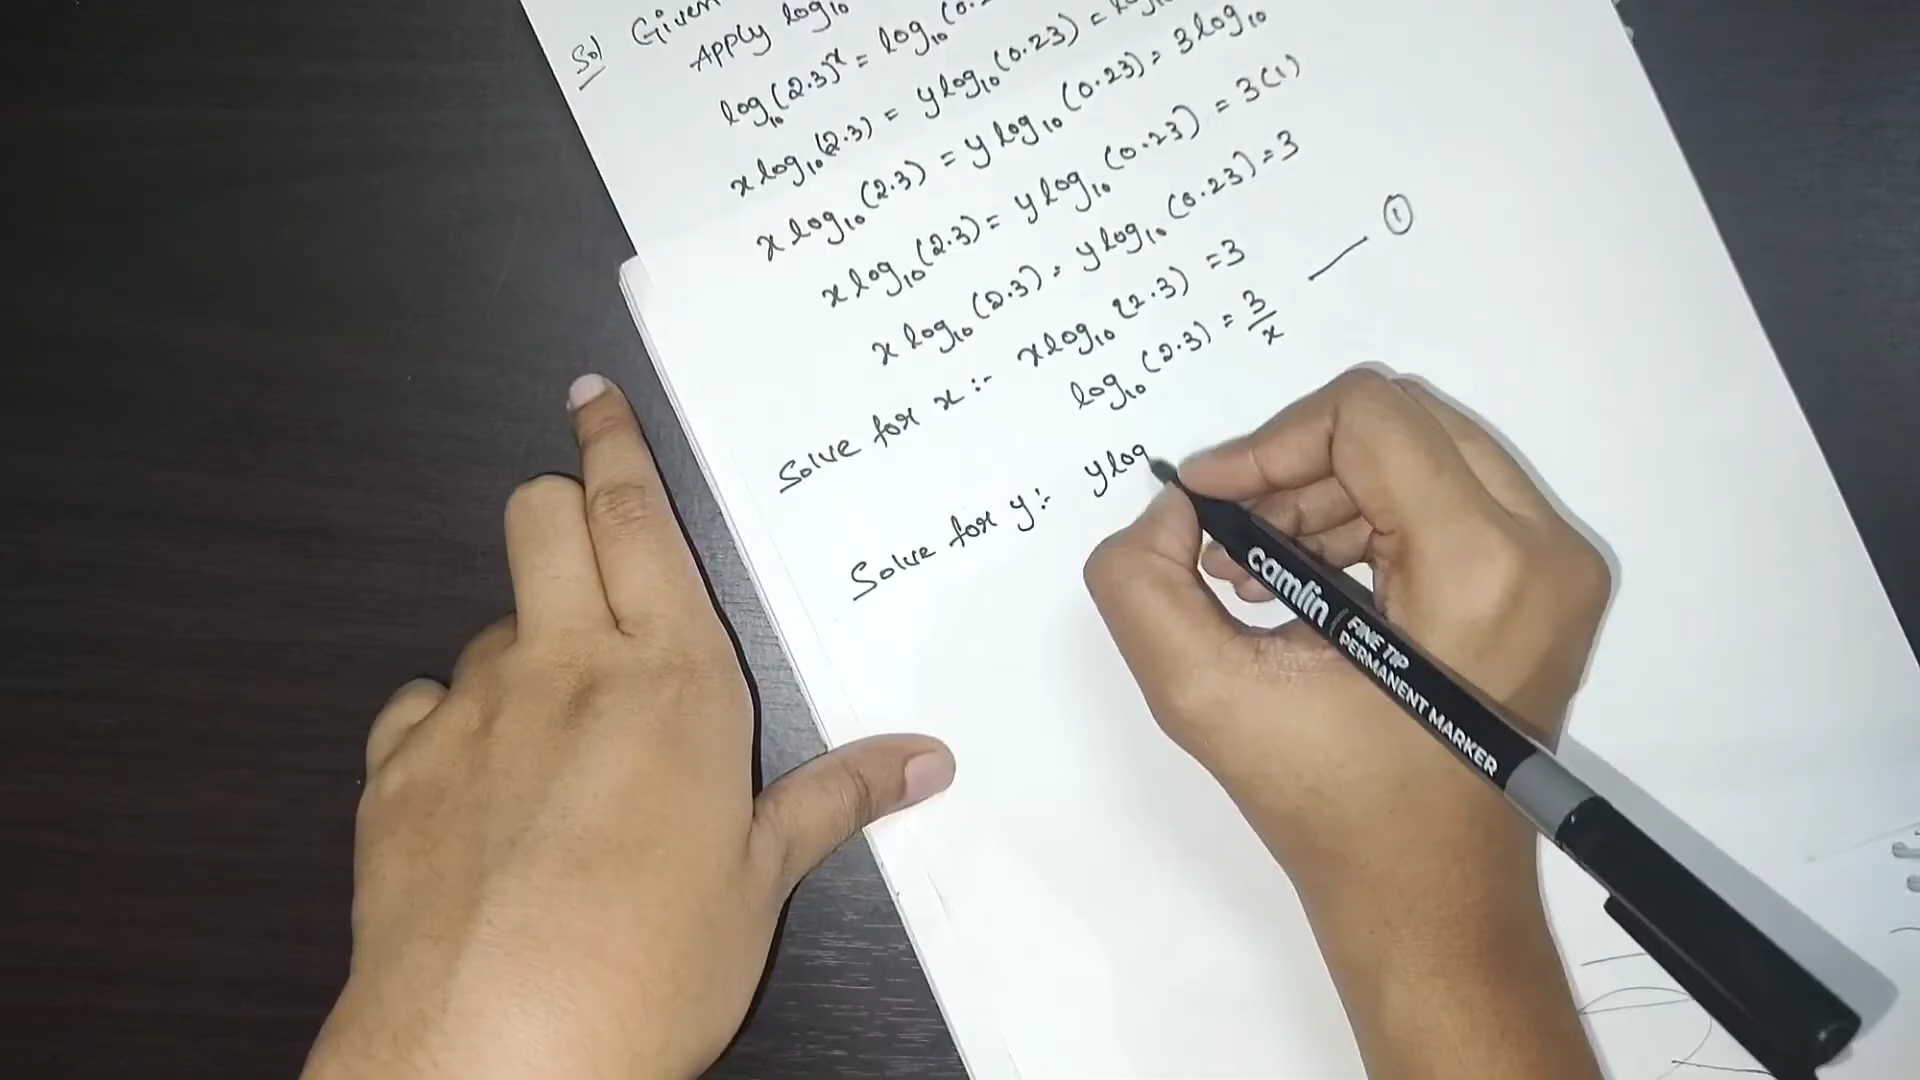 Sol Given
Apply log₁₀
log₁₀(2.3)ˣ = log₁₀(0.2
x log₁₀(2.3) = y log₁₀(0.23) = log₁₀
x log₁₀(2.3) = y log₁₀(0.23) = 3 log₁₀
x log₁₀(2.3) = y log₁₀(0.23) = 3(1)
x log₁₀(2.3) = y log₁₀(0.23) = 3
Solve for x :- x log₁₀(2.3) = 3
log₁₀(2.3) = 3/x — ①
Solve for y :- y log
camlin FINE TIP
PERMANENT MARKER